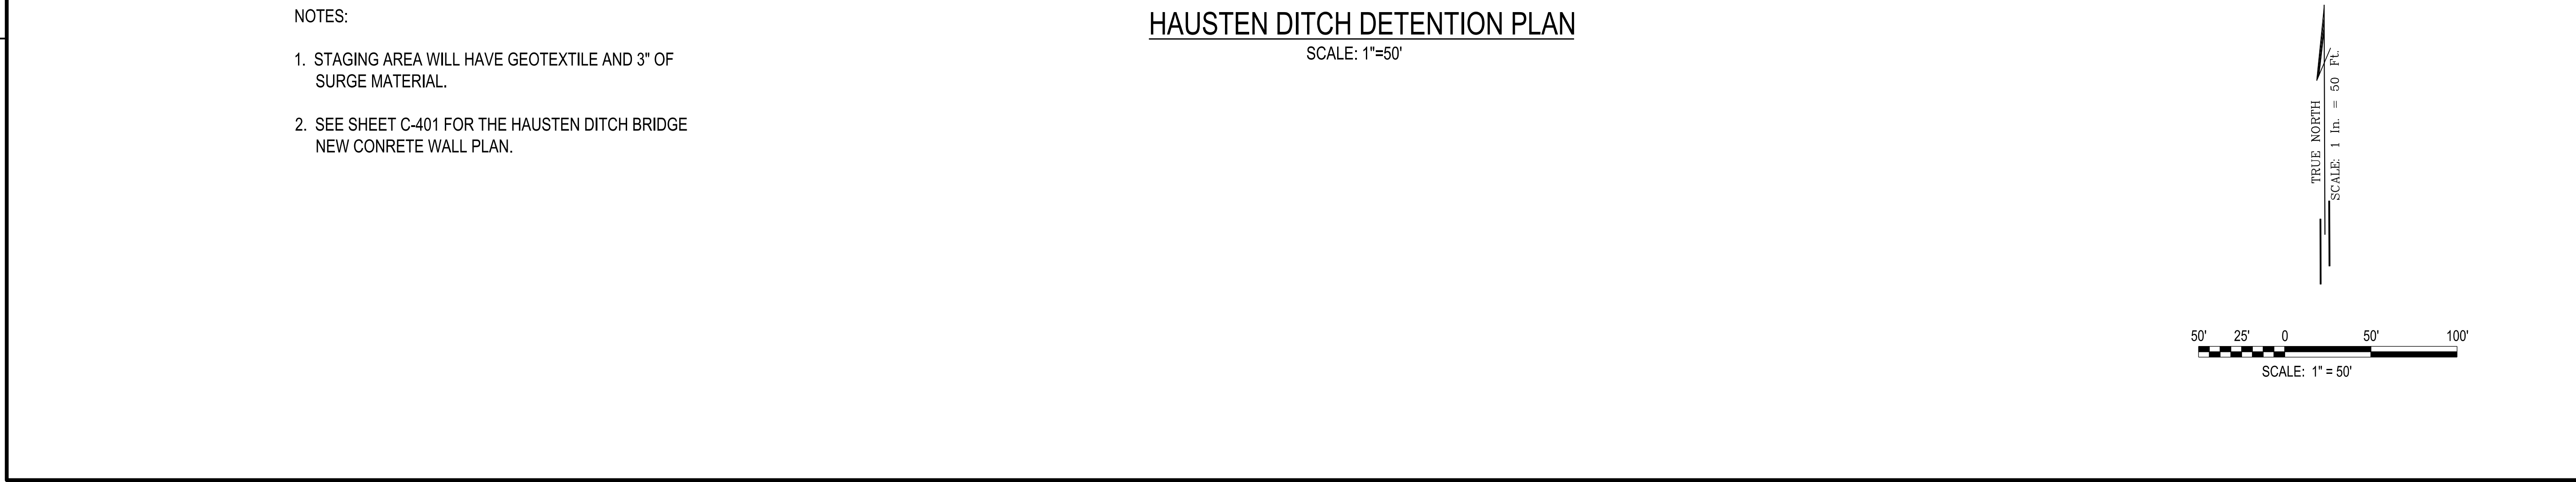 NOTES:
1. STAGING AREA WILL HAVE GEOTEXTILE AND 3" OF
SURGE MATERIAL.
2. SEE SHEET C-401 FOR THE HAUSTEN DITCH BRIDGE
NEW CONRETE WALL PLAN.
HAUSTEN DITCH DETENTION PLAN
SCALE: 1"=50'
TRUE NORTH
SCALE: 1 In. = 50 Ft.
50' 25' 0 50' 100'
SCALE: 1" = 50'